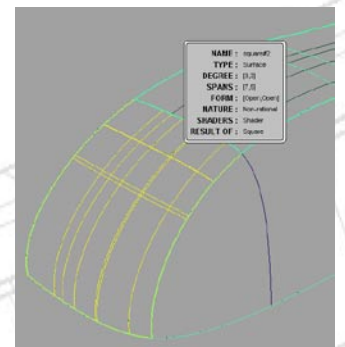 NAME : square#2
TYPE : Surface
DEGREE : [3,3]
SPANS : [7,5]
FORM : [Open,Open]
NATURE : Non-rational
SHADERS : Shader
RESULT OF : Square